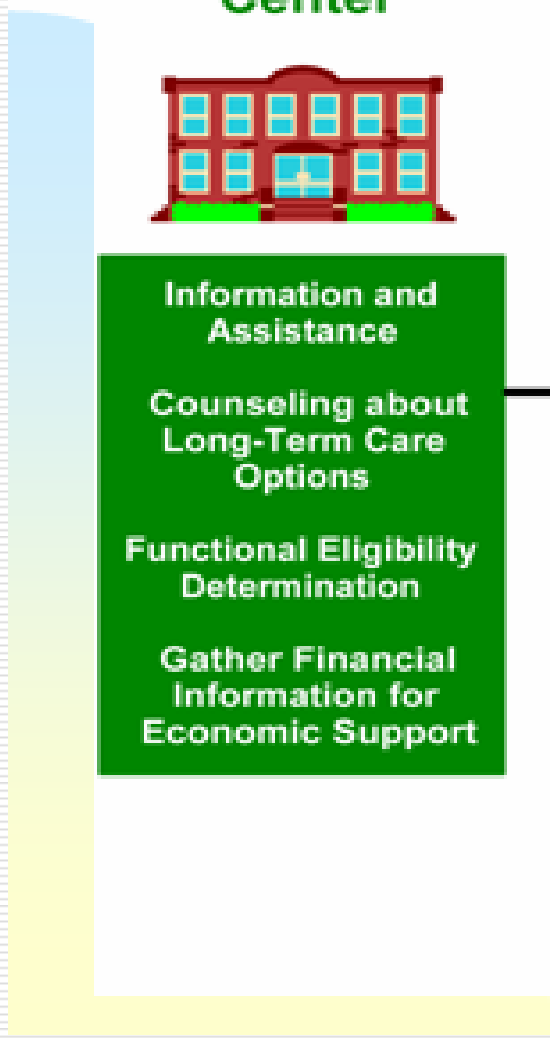 Center
Information and
Assistance
Counseling about
Long-Term Care
Options
Functional Eligibility
Determination
Gather Financial
Information for
Economic Support